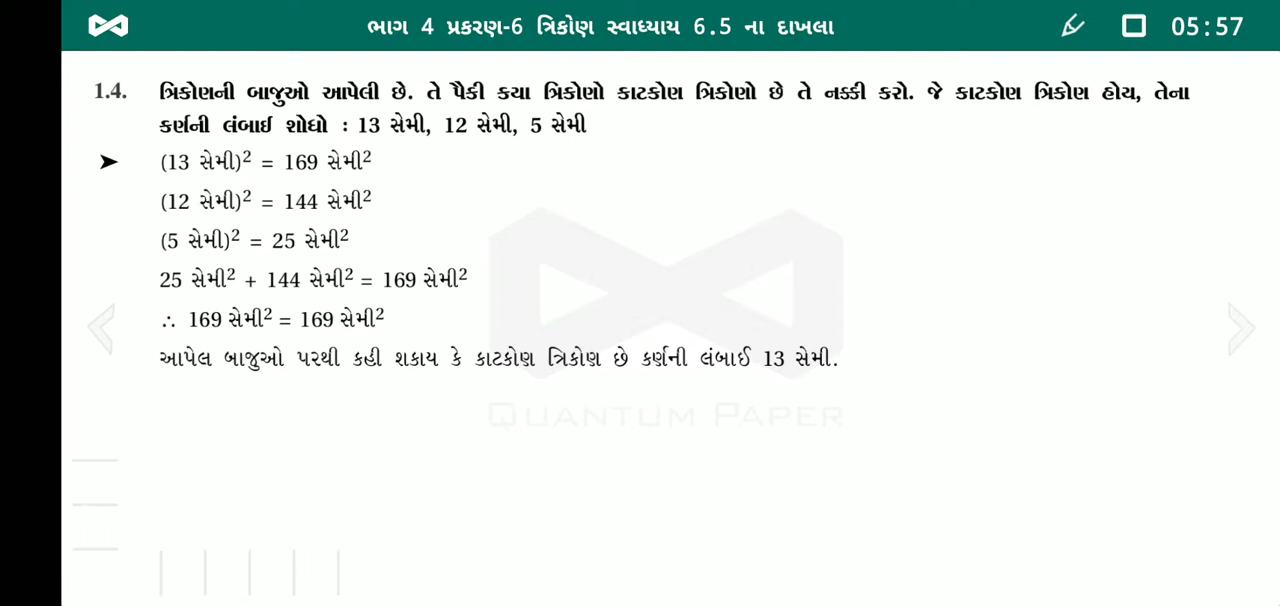 ભાગ 4 પ્રકરણ-6 ત્રિકોણ સ્વાધ્યાય 6.5 ના દાખલા 05:57
1.4. ત્રિકોણની બાજુઓ આપેલી છે. તે પૈકી કયા ત્રિકોણો કાટકોણ ત્રિકોણો છે તે નક્કી કરો. જે કાટકોણ ત્રિકોણ હોય, તેના
કર્ણની લંબાઈ શોધો : 13 સેમી, 12 સેમી, 5 સેમી
➤ (13 સેમી)² = 169 સેમી²
(12 સેમી)² = 144 સેમી²
(5 સેમી)² = 25 સેમી²
25 સેમી² + 144 સેમી² = 169 સેમી²
∴ 169 સેમી² = 169 સેમી²
આપેલ બાજુઓ પરથી કહી શકાય કે કાટકોણ ત્રિકોણ છે કર્ણની લંબાઈ 13 સેમી.
QUANTUM PAPER